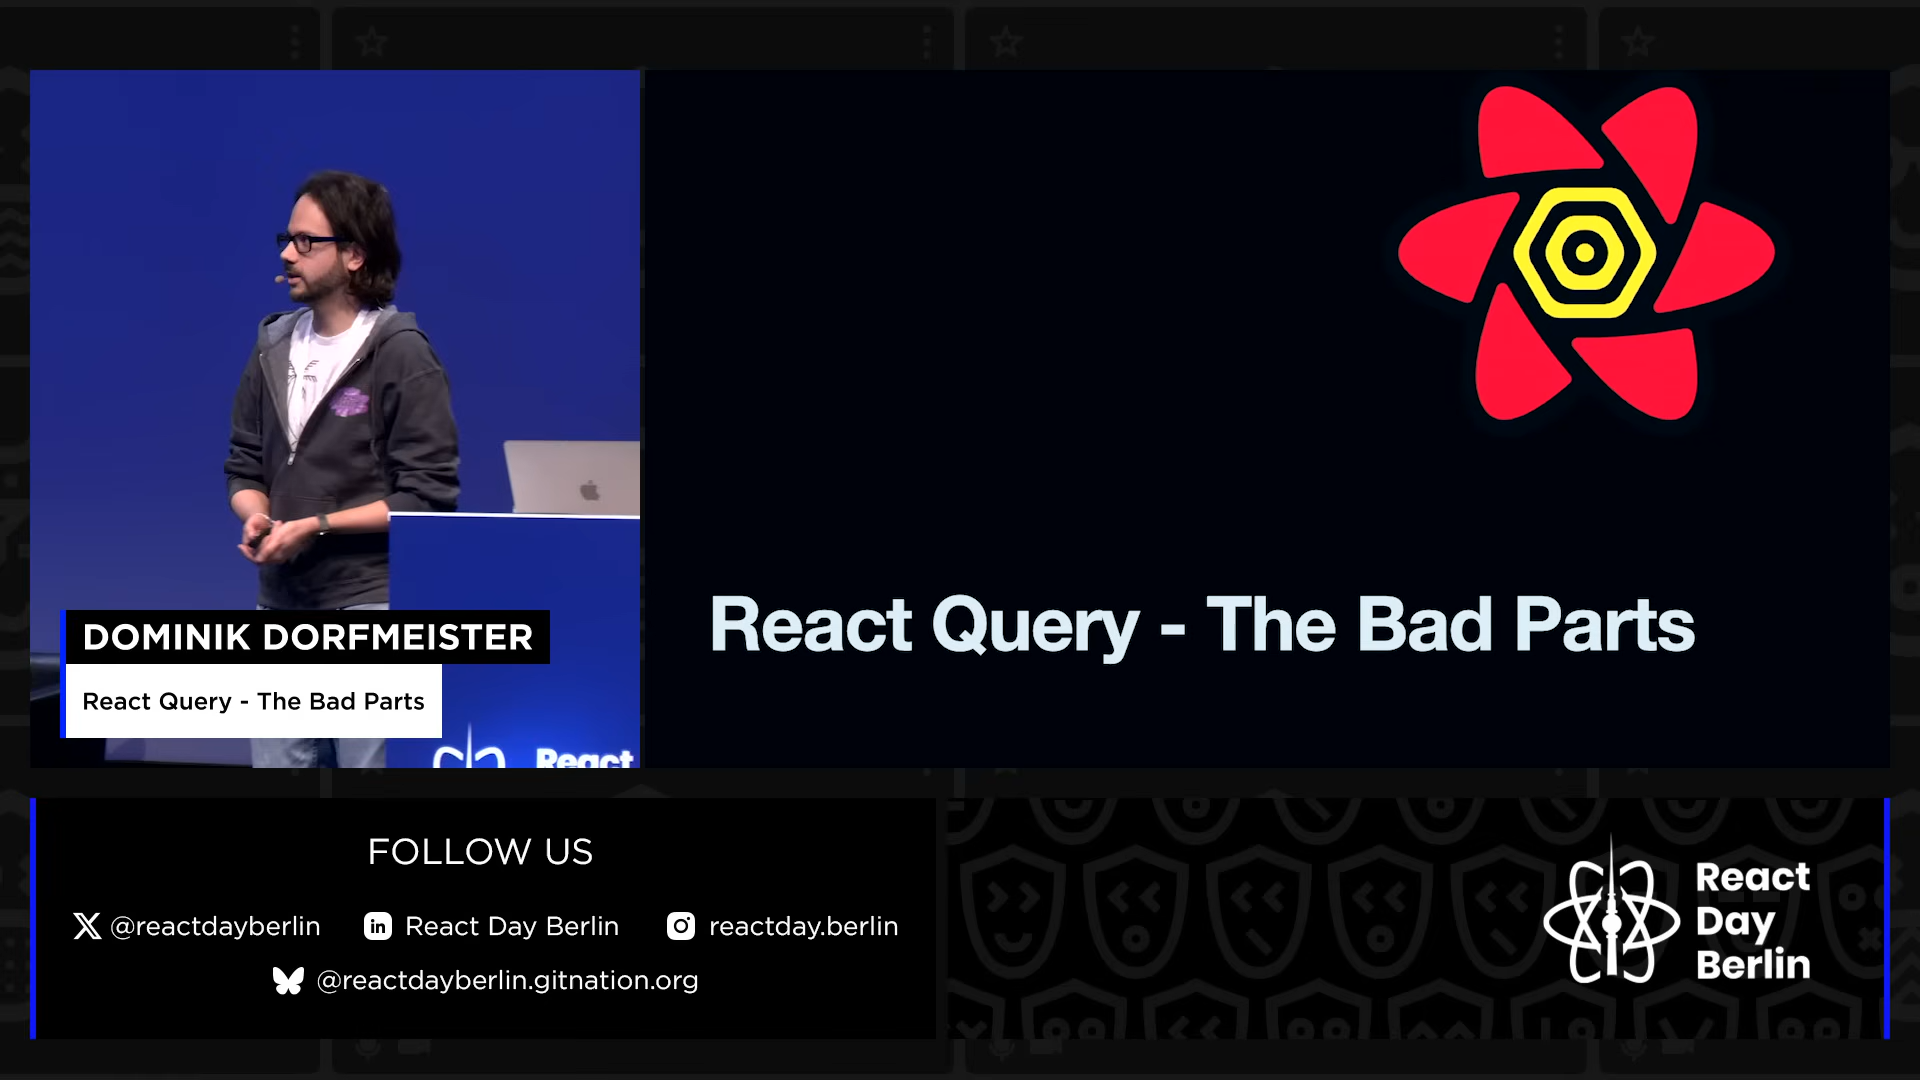 React Query - The Bad Parts
DOMINIK DORFMEISTER
React Query - The Bad Parts
React
FOLLOW US
@reactdayberlin
React Day Berlin
reactday.berlin
@reactdayberlin.gitnation.org
React
Day
Berlin